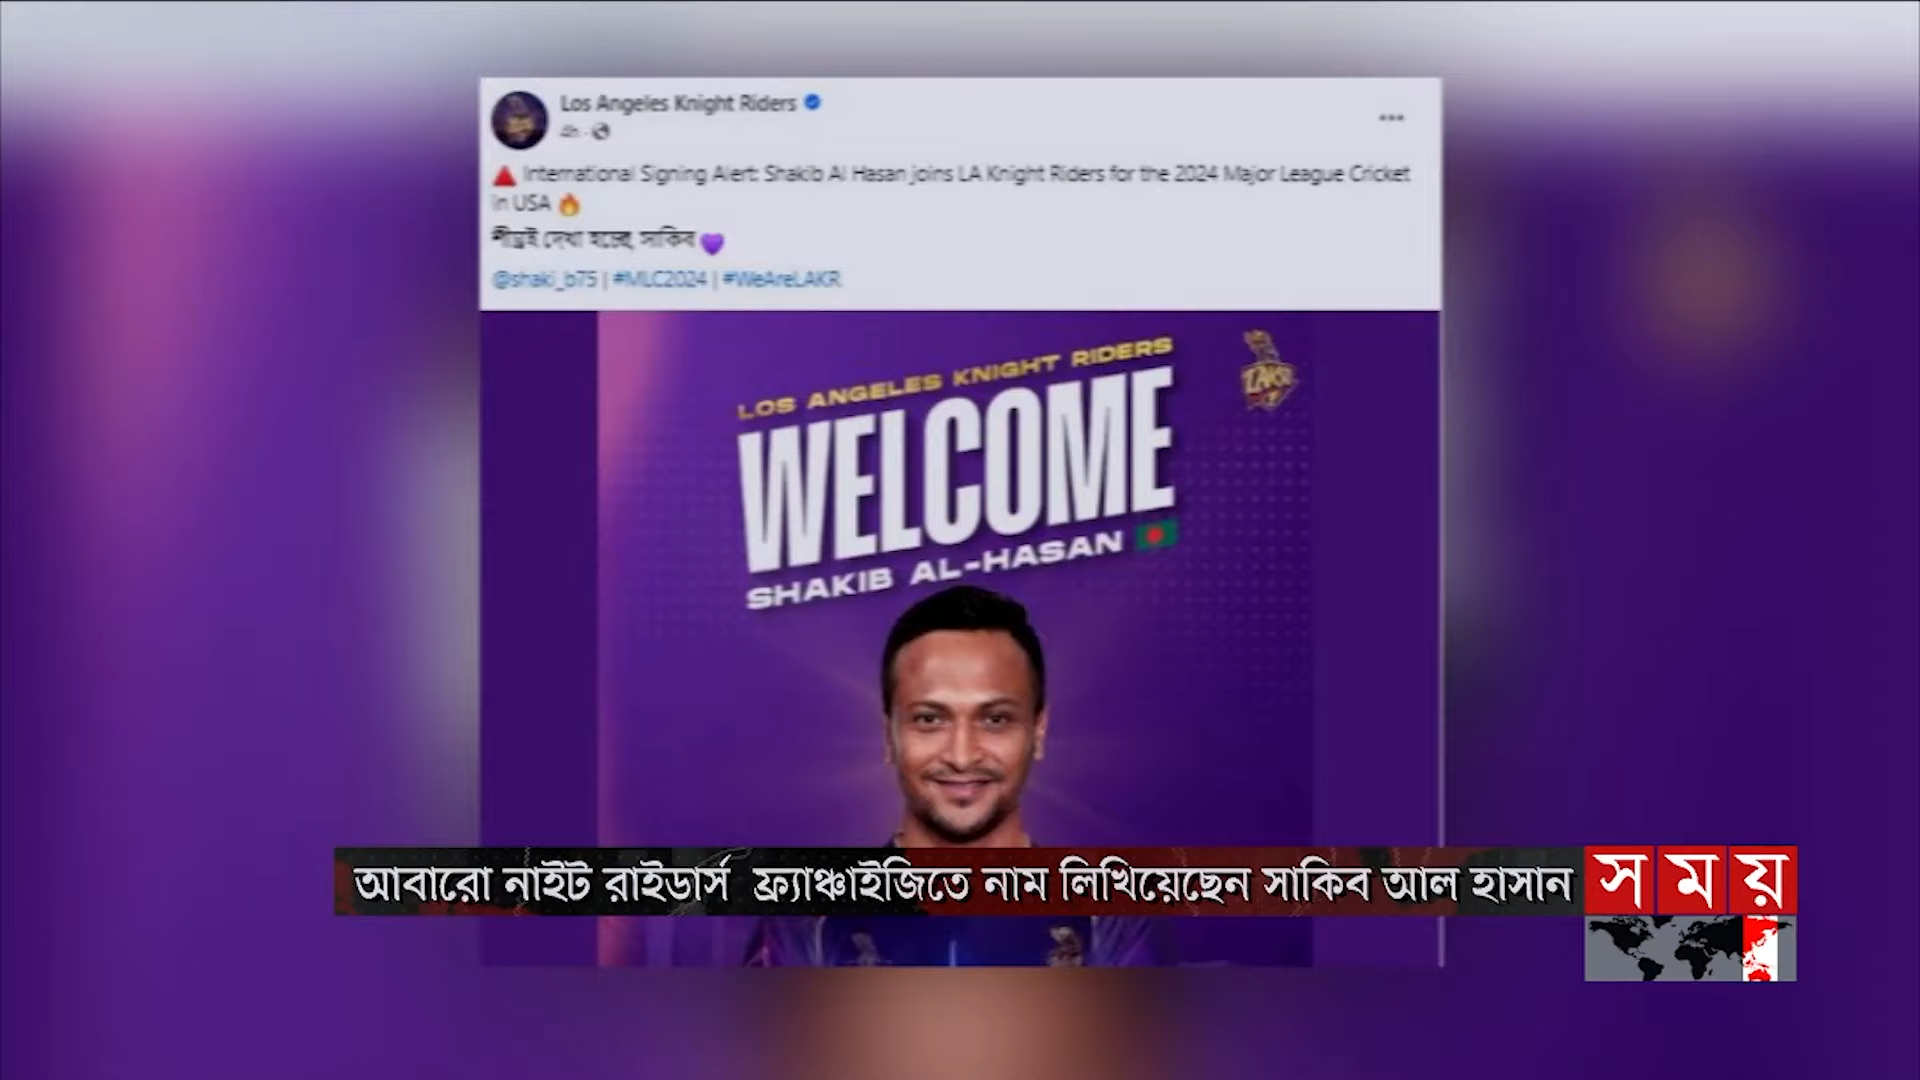 Los Angeles Knight Riders
4h ·
International Signing Alert: Shakib Al Hasan joins LA Knight Riders for the 2024 Major League Cricket
in USA 🔥
শীঘ্রই দেখা হচ্ছে, সাকিব 💜
@shaki_b75 | #MLC2024 | #WeAreLAKR
LOS ANGELES KNIGHT RIDERS
LAKR
WELCOME
SHAKIB AL-HASAN
আবারো নাইট রাইডার্স ফ্র্যাঞ্চাইজিতে নাম লিখিয়েছেন সাকিব আল হাসান
সময়